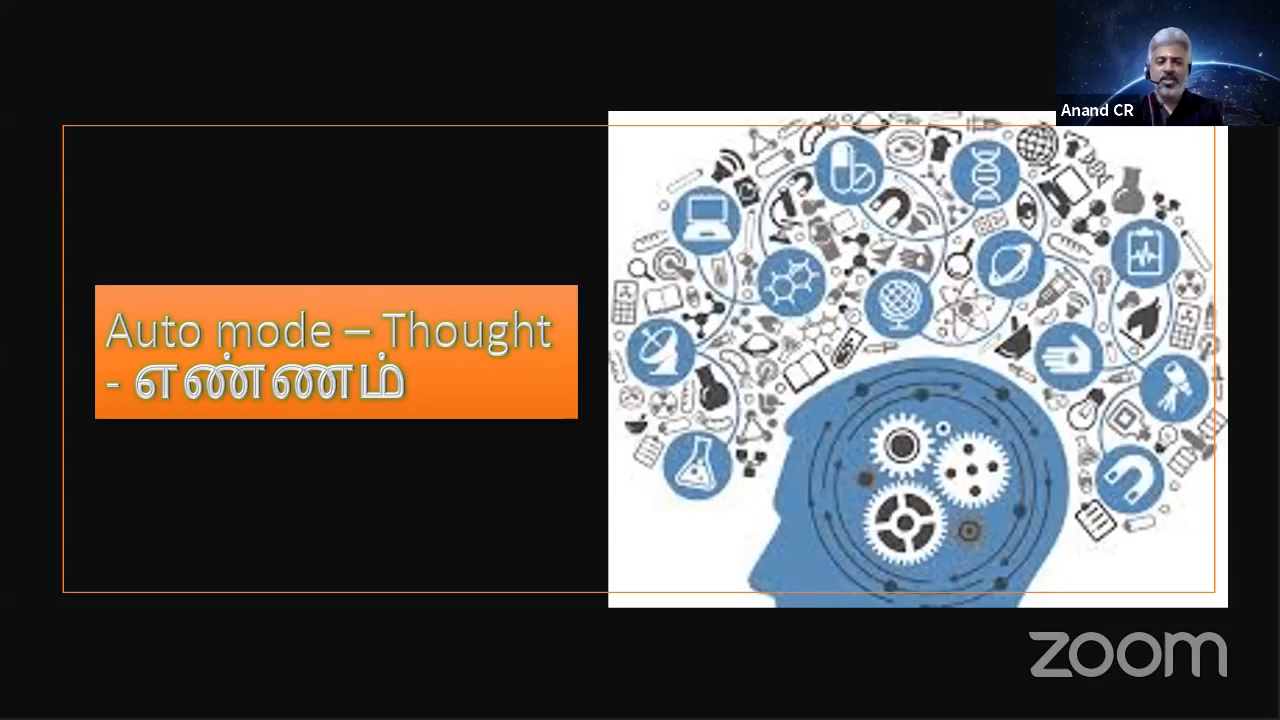 Anand CR
Auto mode – Thought
- எண்ணம்
zoom